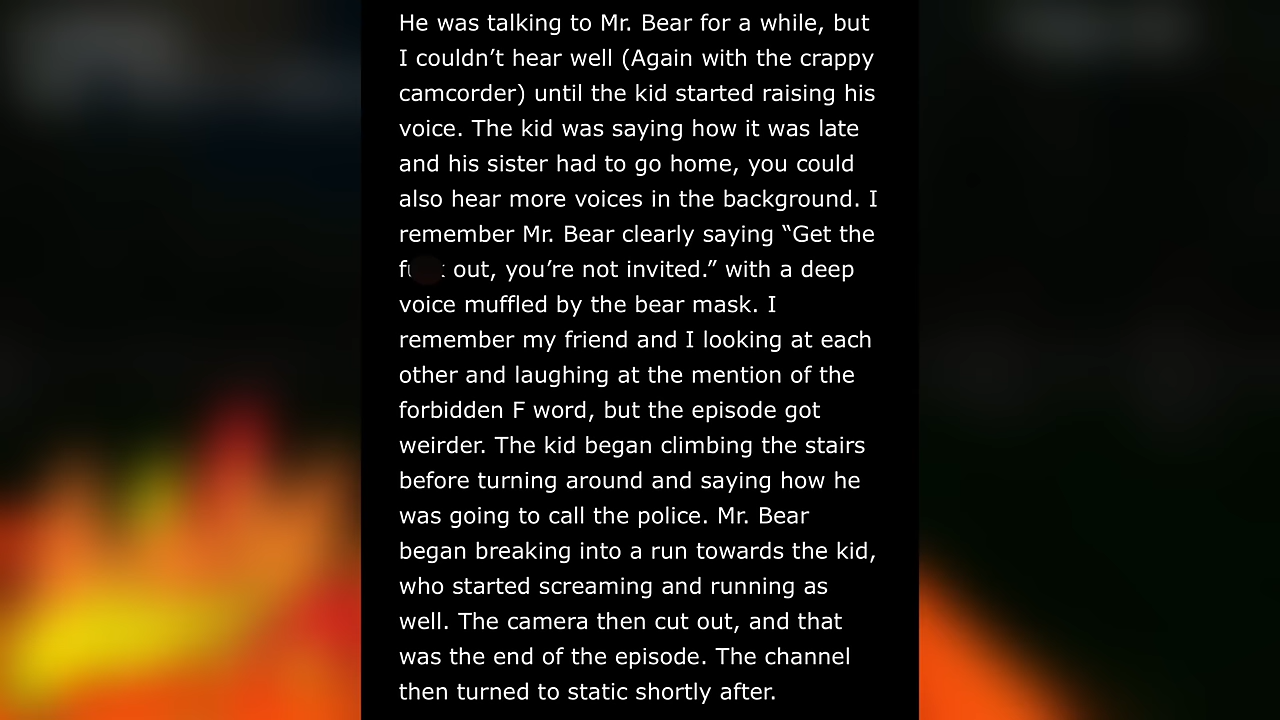 He was talking to Mr. Bear for a while, but
I couldn’t hear well (Again with the crappy
camcorder) until the kid started raising his
voice. The kid was saying how it was late
and his sister had to go home, you could
also hear more voices in the background. I
remember Mr. Bear clearly saying “Get the
out, you’re not invited.” with a deep
voice muffled by the bear mask. I
remember my friend and I looking at each
other and laughing at the mention of the
forbidden F word, but the episode got
weirder. The kid began climbing the stairs
before turning around and saying how he
was going to call the police. Mr. Bear
began breaking into a run towards the kid,
who started screaming and running as
well. The camera then cut out, and that
was the end of the episode. The channel
then turned to static shortly after.